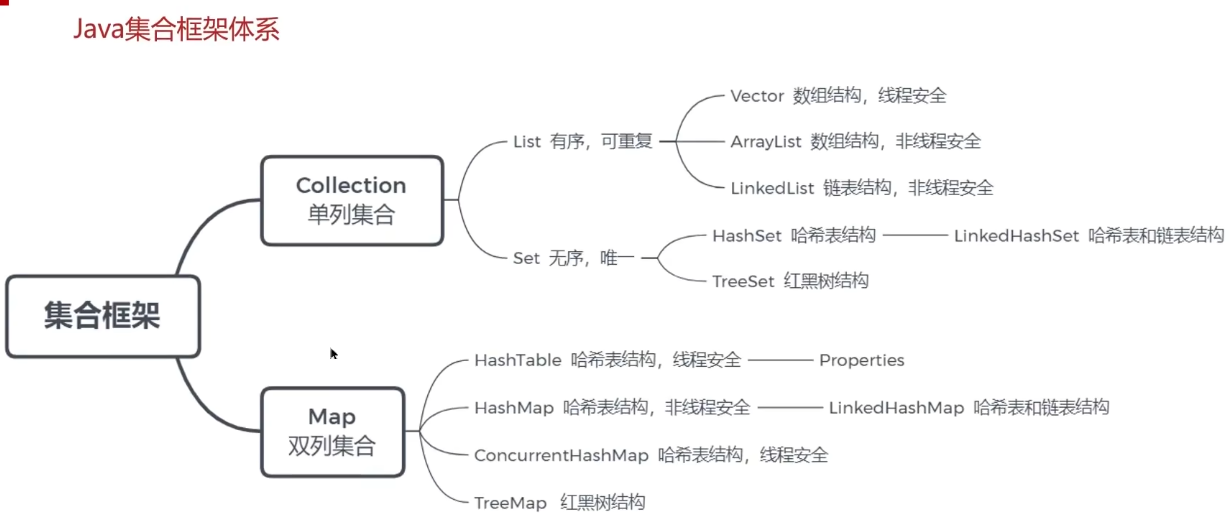 Java集合框架体系
集合框架
Collection
单列集合
List 有序，可重复
Vector 数组结构，线程安全
ArrayList 数组结构，非线程安全
LinkedList 链表结构，非线程安全
Set 无序，唯一
HashSet 哈希表结构
LinkedHashSet 哈希表和链表结构
TreeSet 红黑树结构
Map
双列集合
HashTable 哈希表结构，线程安全
Properties
HashMap 哈希表结构，非线程安全
LinkedHashMap 哈希表和链表结构
ConcurrentHashMap 哈希表结构，线程安全
TreeMap 红黑树结构